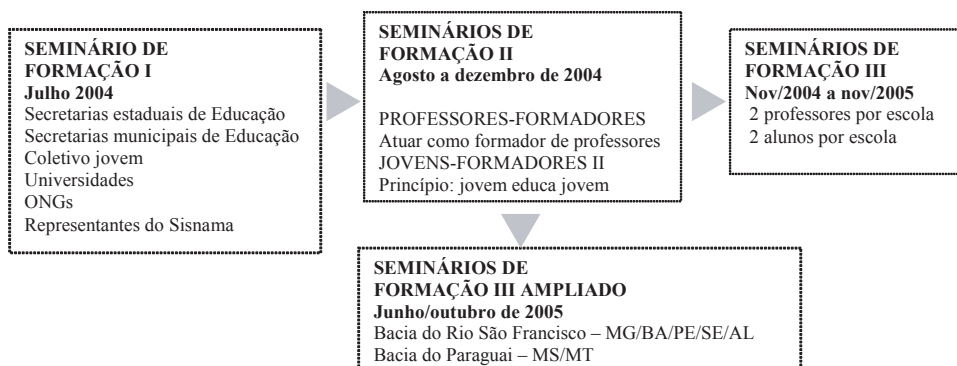 SEMINÁRIO DE
FORMAÇÃO I
Julho 2004
Secretarias estaduais de Educação
Secretarias municipais de Educação
Coletivo jovem
Universidades
ONGs
Representantes do Sisnama
SEMINÁRIOS DE
FORMAÇÃO II
Agosto a dezembro de 2004
PROFESSORES-FORMADORES
Atuar como formador de professores
JOVENS-FORMADORES II
Princípio: jovem educa jovem
SEMINÁRIOS DE
FORMAÇÃO III
Nov/2004 a nov/2005
2 professores por escola
2 alunos por escola
SEMINÁRIOS DE
FORMAÇÃO III AMPLIADO
Junho/outubro de 2005
Bacia do Rio São Francisco – MG/BA/PE/SE/AL
Bacia do Paraguai – MS/MT